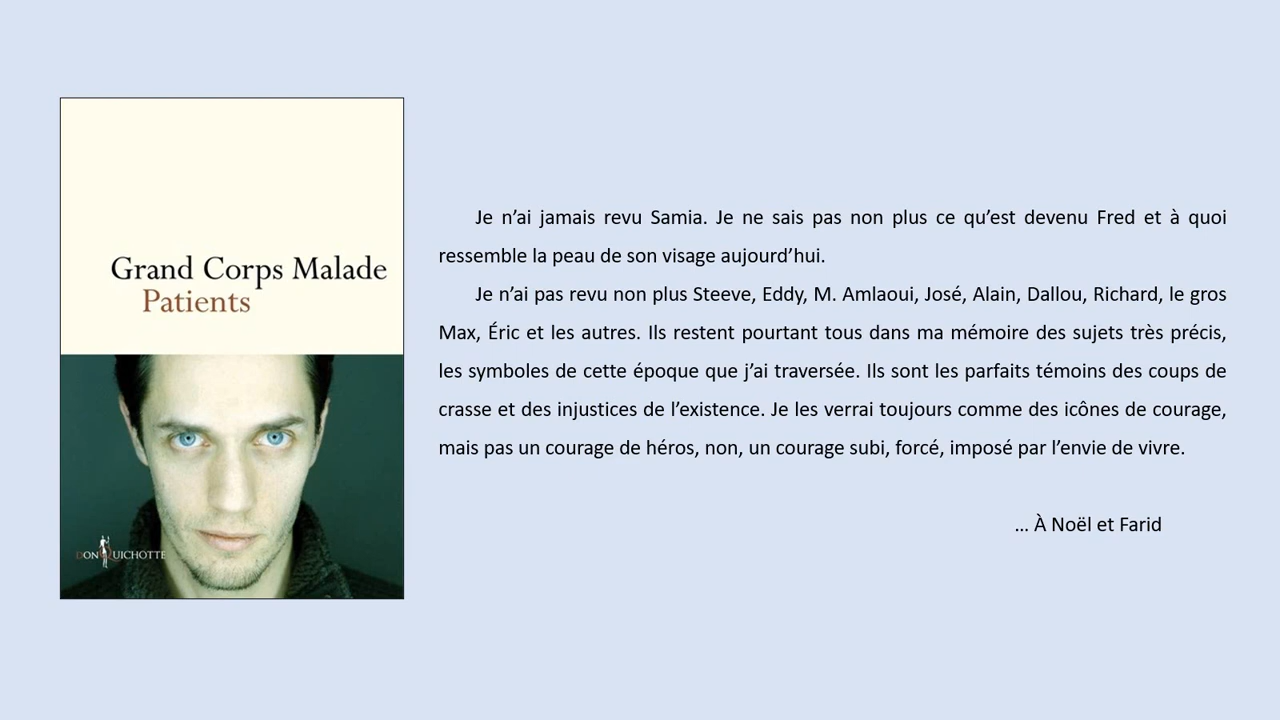 Grand Corps Malade
Patients
DONQUICHOTTE
Je n’ai jamais revu Samia. Je ne sais pas non plus ce qu’est devenu Fred et à quoi
ressemble la peau de son visage aujourd’hui.
Je n’ai pas revu non plus Steeve, Eddy, M. Amlaoui, José, Alain, Dallou, Richard, le gros
Max, Éric et les autres. Ils restent pourtant tous dans ma mémoire des sujets très précis,
les symboles de cette époque que j’ai traversée. Ils sont les parfaits témoins des coups de
crasse et des injustices de l’existence. Je les verrai toujours comme des icônes de courage,
mais pas un courage de héros, non, un courage subi, forcé, imposé par l’envie de vivre.
… À Noël et Farid